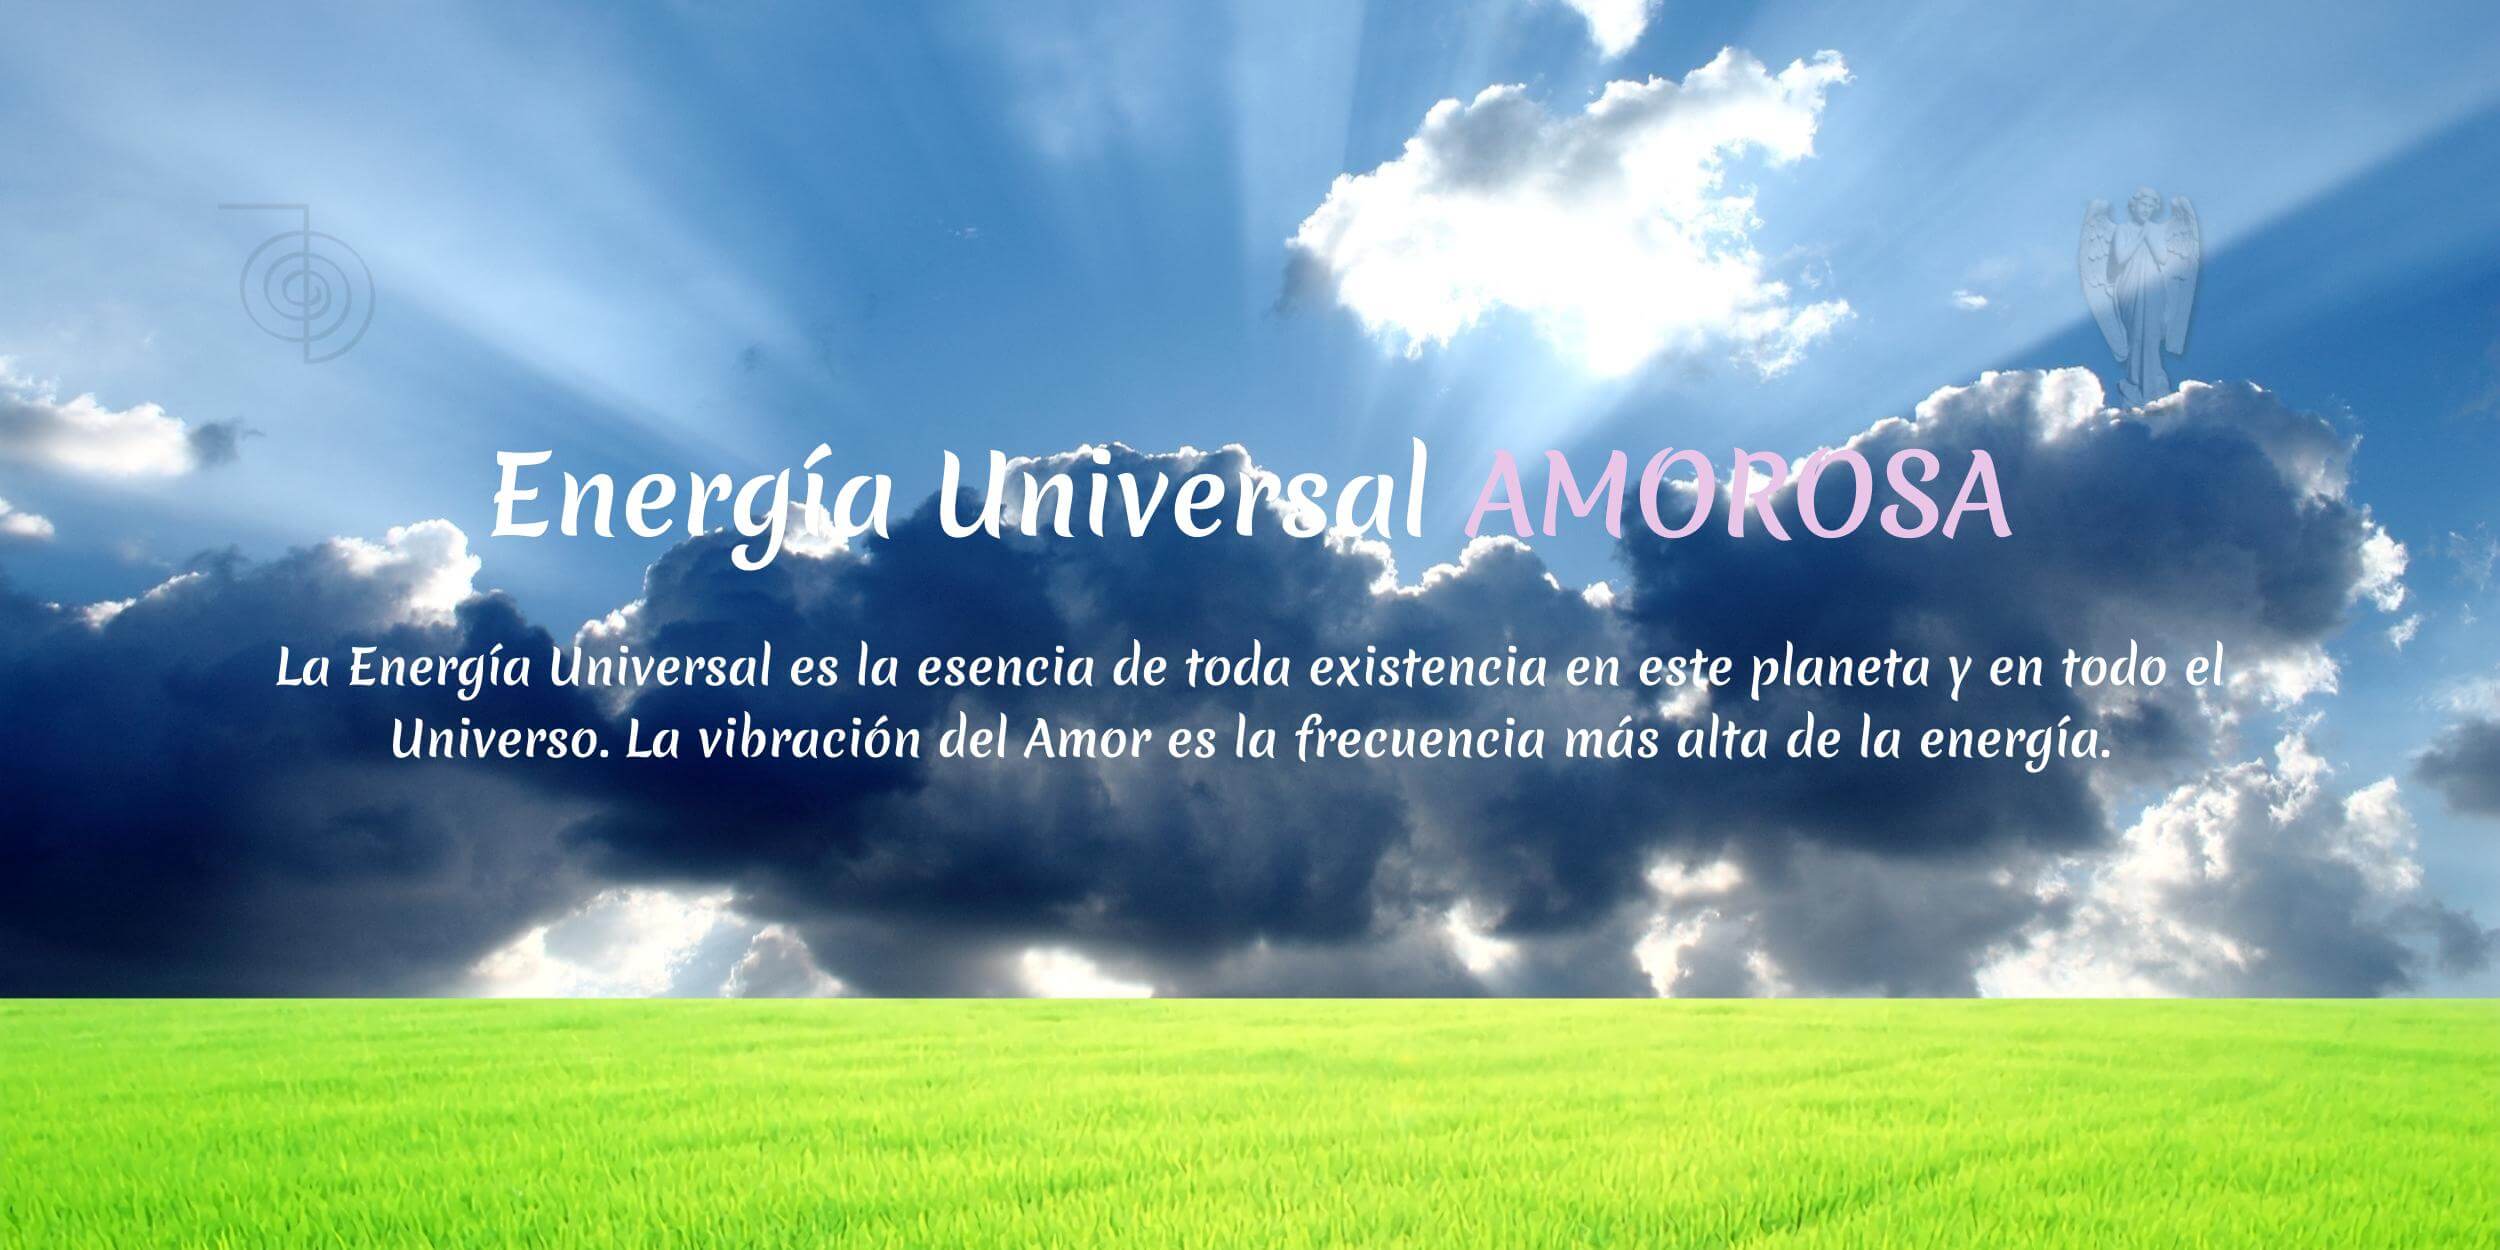 Energía Universal AMOROSA
La Energía Universal es la esencia de toda existencia en este planeta y en todo el
Universo. La vibración del Amor es la frecuencia más alta de la energía.